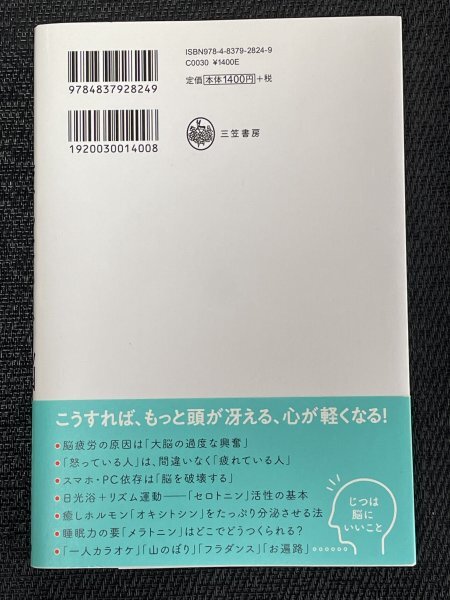 ISBN978-4-8379-2824-9
C0030 ¥1400E
定価 本体1400円+税
9784837928249
1920030014008
三笠書房
こうすれば、もっと頭が冴える、心が軽くなる!
●脳疲労の原因は「大脳の過度な興奮」
●「怒っている人」は、間違いなく「疲れている人」
●スマホ・PC依存は「脳を破壊する」
●日光浴+リズム運動――「セロトニン」活性の基本
●癒しホルモン「オキシトシン」をたっぷり分泌させる法
●睡眠力の要「メラトニン」はどこでどうつくられる?
●「一人カラオケ」「山のぼり」「フラダンス」「お遍路」……
じつは
脳に
いいこと